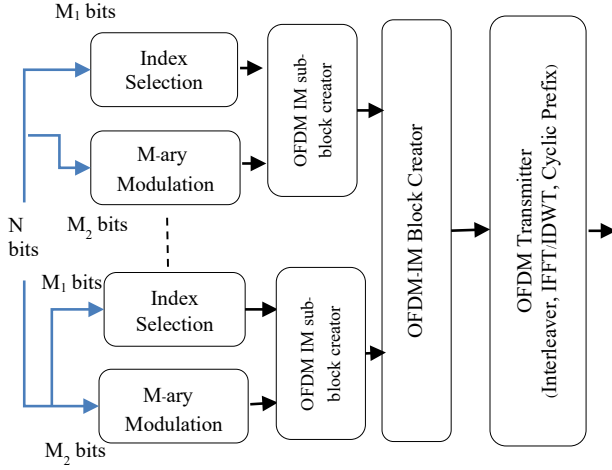 M₁ bits
Index
Selection
OFDM IM sub-
block creator
M-ary
Modulation
M₂ bits
N
bits
M₁ bits
Index
Selection
OFDM IM sub-
block creator
M-ary
Modulation
M₂ bits
OFDM-IM Block Creator
OFDM Transmitter
(Interleaver, IFFT/IDWT, Cyclic Prefix)